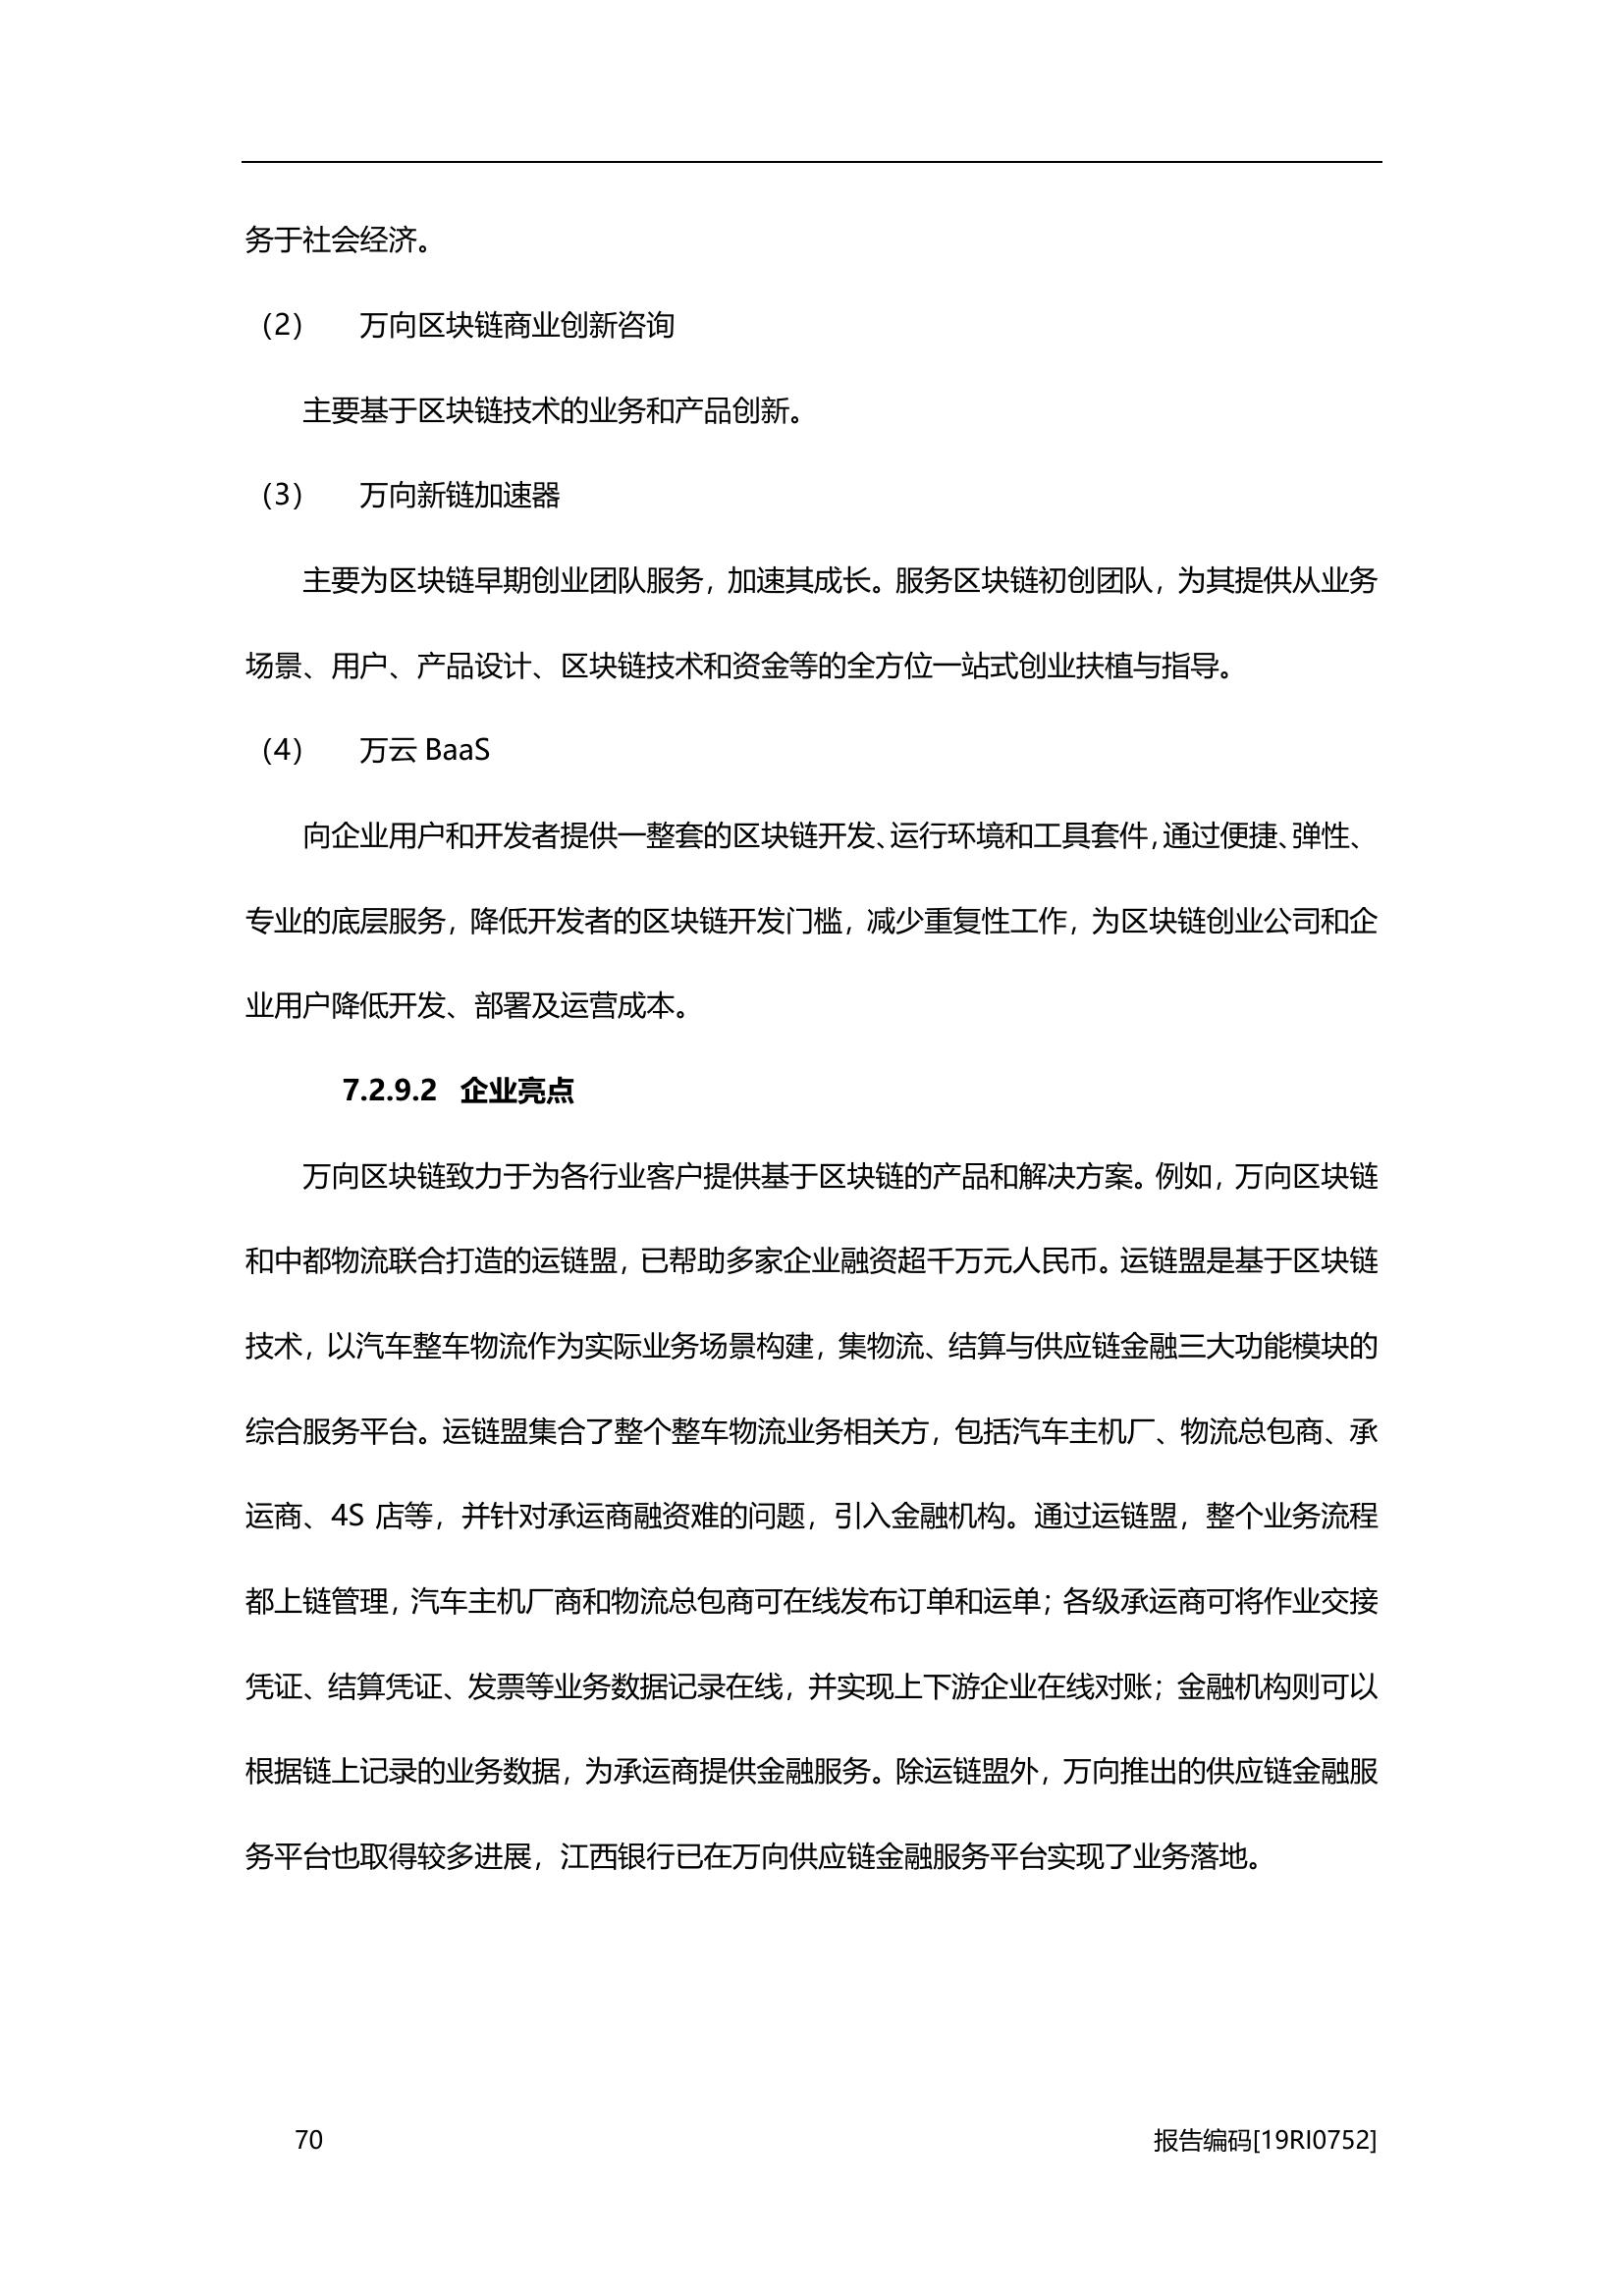 务于社会经济。
（2） 万向区块链商业创新咨询
主要基于区块链技术的业务和产品创新。
（3） 万向新链加速器
主要为区块链早期创业团队服务，加速其成长。服务区块链初创团队，为其提供从业务
场景、用户、产品设计、区块链技术和资金等的全方位一站式创业扶植与指导。
（4） 万云 BaaS
向企业用户和开发者提供一整套的区块链开发、运行环境和工具套件，通过便捷、弹性、
专业的底层服务，降低开发者的区块链开发门槛，减少重复性工作，为区块链创业公司和企
业用户降低开发、部署及运营成本。
7.2.9.2 企业亮点
万向区块链致力于为各行业客户提供基于区块链的产品和解决方案。例如，万向区块链
和中都物流联合打造的运链盟，已帮助多家企业融资超千万元人民币。运链盟是基于区块链
技术，以汽车整车物流作为实际业务场景构建，集物流、结算与供应链金融三大功能模块的
综合服务平台。运链盟集合了整个整车物流业务相关方，包括汽车主机厂、物流总包商、承
运商、4S 店等，并针对承运商融资难的问题，引入金融机构。通过运链盟，整个业务流程
都上链管理，汽车主机厂商和物流总包商可在线发布订单和运单；各级承运商可将作业交接
凭证、结算凭证、发票等业务数据记录在线，并实现上下游企业在线对账；金融机构则可以
根据链上记录的业务数据，为承运商提供金融服务。除运链盟外，万向推出的供应链金融服
务平台也取得较多进展，江西银行已在万向供应链金融服务平台实现了业务落地。
70 报告编码[19RI0752]